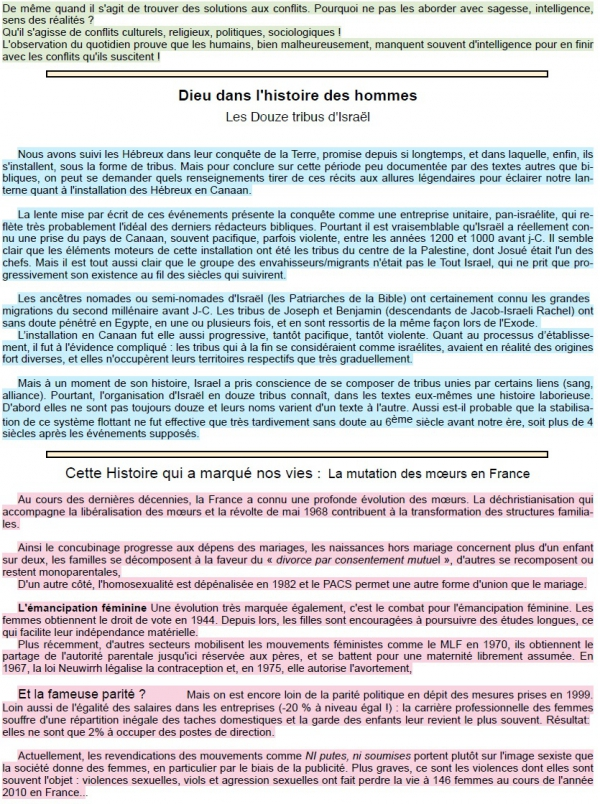 De même quand il s'agit de trouver des solutions aux conflits. Pourquoi ne pas les aborder avec sagesse, intelligence,
sens des réalités ?
Qu'il s'agisse de conflits culturels, religieux, politiques, sociologiques !
L'observation du quotidien prouve que les humains, bien malheureusement, manquent souvent d'intelligence pour en finir
avec les conflits qu'ils suscitent !
Dieu dans l'histoire des hommes
Les Douze tribus d'Israël
Nous avons suivi les Hébreux dans leur conquête de la Terre, promise depuis si longtemps, et dans laquelle, enfin, ils
s'installent, sous la forme de tribus. Mais pour conclure sur cette période peu documentée par des textes autres que bi-
bliques, on peut se demander quels renseignements tirer de ces récits aux allures légendaires pour éclairer notre lan-
terne quant à l'installation des Hébreux en Canaan.
La lente mise par écrit de ces événements présente la conquête comme une entreprise unitaire, pan-israélite, qui re-
flète très probablement l'idéal des derniers rédacteurs bibliques. Pourtant il est vraisemblable qu'Israël a réellement con-
nu une prise du pays de Canaan, souvent pacifique, parfois violente, entre les années 1200 et 1000 avant j-C. Il semble
clair que les éléments moteurs de cette installation ont été les tribus du centre de la Palestine, dont Josué était l'un des
chefs. Mais il est tout aussi clair que le groupe des envahisseurs/migrants n'était pas le Tout Israel, qui ne prit que pro-
gressivement son existence au fil des siècles qui suivirent.
Les ancêtres nomades ou semi-nomades d'Israël (les Patriarches de la Bible) ont certainement connu les grandes
migrations du second millénaire avant J-C. Les tribus de Joseph et Benjamin (descendants de Jacob-Israeli Rachel) ont
sans doute pénétré en Egypte, en une ou plusieurs fois, et en sont ressortis de la même façon lors de l'Exode.
L'installation en Canaan fut elle aussi progressive, tantôt pacifique, tantôt violente. Quant au processus d'établisse-
ment, il fut à l'évidence compliqué : les tribus qui à la fin se considéraient comme israélites, avaient en réalité des origines
fort diverses, et elles n'occupèrent leurs territoires respectifs que très graduellement.
Mais à un moment de son histoire, Israel a pris conscience de se composer de tribus unies par certains liens (sang,
alliance). Pourtant, l'organisation d'Israël en douze tribus connaît, dans les textes eux-mêmes une histoire laborieuse.
D'abord elles ne sont pas toujours douze et leurs noms varient d'un texte à l'autre. Aussi est-il probable que la stabilisa-
tion de ce système flottant ne fut effective que très tardivement sans doute au 6ème siècle avant notre ère, soit plus de 4
siècles après les événements supposés.
Cette Histoire qui a marqué nos vies : La mutation des mœurs en France
Au cours des dernières décennies, la France a connu une profonde évolution des mœurs. La déchristianisation qui
accompagne la libéralisation des mœurs et la révolte de mai 1968 contribuent à la transformation des structures familia-
les.
Ainsi le concubinage progresse aux dépens des mariages, les naissances hors mariage concernent plus d'un enfant
sur deux, les familles se décomposent à la faveur du « divorce par consentement mutuel », d'autres se recomposent ou
restent monoparentales,
D'un autre côté, l'homosexualité est dépénalisée en 1982 et le PACS permet une autre forme d'union que le mariage.
L'émancipation féminine Une évolution très marquée également, c'est le combat pour l'émancipation féminine. Les
femmes obtiennent le droit de vote en 1944. Depuis lors, les filles sont encouragées à poursuivre des études longues, ce
qui facilite leur indépendance matérielle.
Plus récemment, d'autres secteurs mobilisent les mouvements féministes comme le MLF en 1970, ils obtiennent le
partage de l'autorité parentale jusqu'ici réservée aux pères, et se battent pour une maternité librement assumée. En
1967, la loi Neuwirrh légalise la contraception et, en 1975, elle autorise l'avortement,
Et la fameuse parité ? Mais on est encore loin de la parité politique en dépit des mesures prises en 1999.
Loin aussi de l'égalité des salaires dans les entreprises (-20 % à niveau égal !) : la carrière professionnelle des femmes
souffre d'une répartition inégale des taches domestiques et la garde des enfants leur revient le plus souvent. Résultat:
elles ne sont que 2% à occuper des postes de direction.
Actuellement, les revendications des mouvements comme NI putes, ni soumises portent plutôt sur l'image sexiste que
la société donne des femmes, en particulier par le biais de la publicité. Plus graves, ce sont les violences dont elles sont
souvent l'objet : violences sexuelles, viols et agression sexuelles ont fait perdre la vie à 146 femmes au cours de l'année
2010 en France...